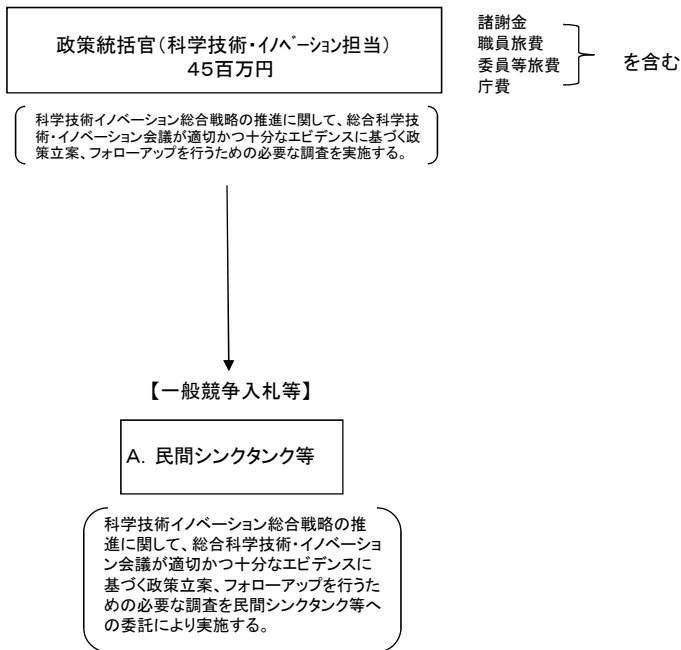 政策統括官(科学技術・イノベーション担当)
45百万円
諸謝金
職員旅費
委員等旅費
庁費
を含む
科学技術イノベーション総合戦略の推進に関して、総合科学技
術・イノベーション会議が適切かつ十分なエビデンスに基づく政
策立案、フォローアップを行うための必要な調査を実施する。
【一般競争入札等】
A. 民間シンクタンク等
科学技術イノベーション総合戦略の推
進に関して、総合科学技術・イノベーショ
ン会議が適切かつ十分なエビデンスに
基づく政策立案、フォローアップを行うた
めの必要な調査を民間シンクタンク等へ
の委託により実施する。